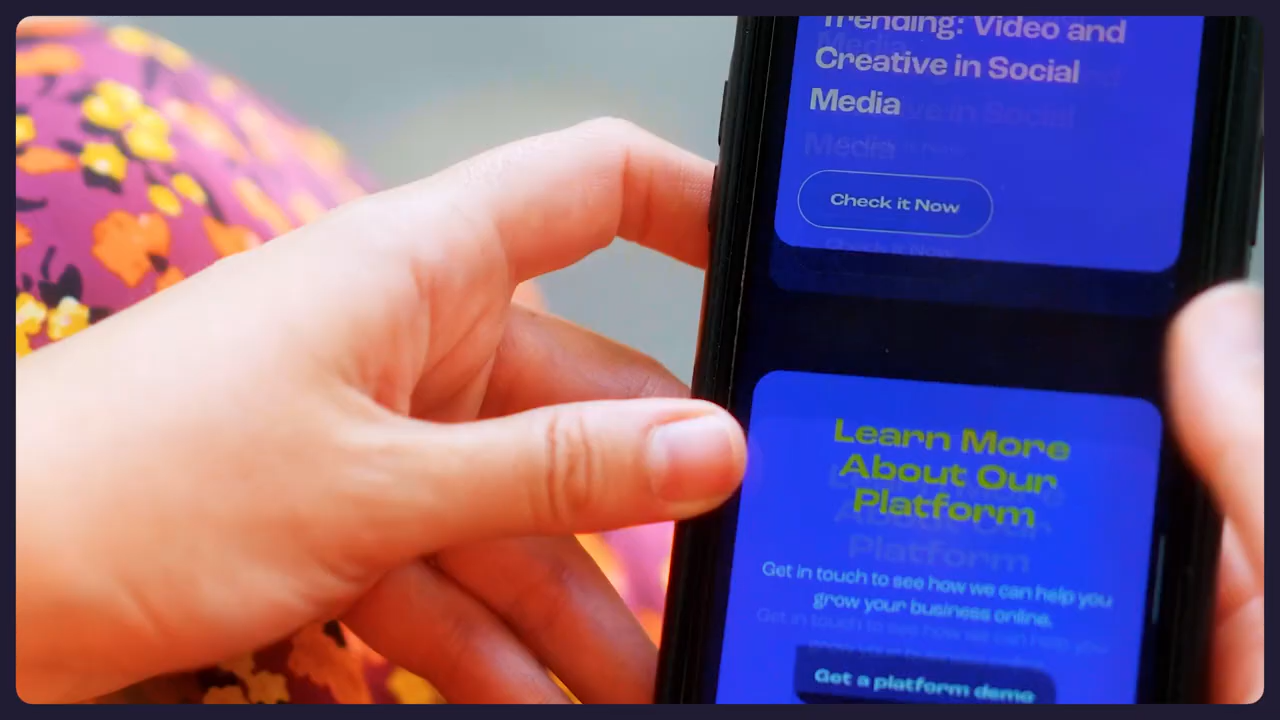 Trending: Video and
Creative in Social
Media
Check it Now
Learn More
About Our
Platform
Get in touch to see how we can help you
grow your business online.
Get a platform demo